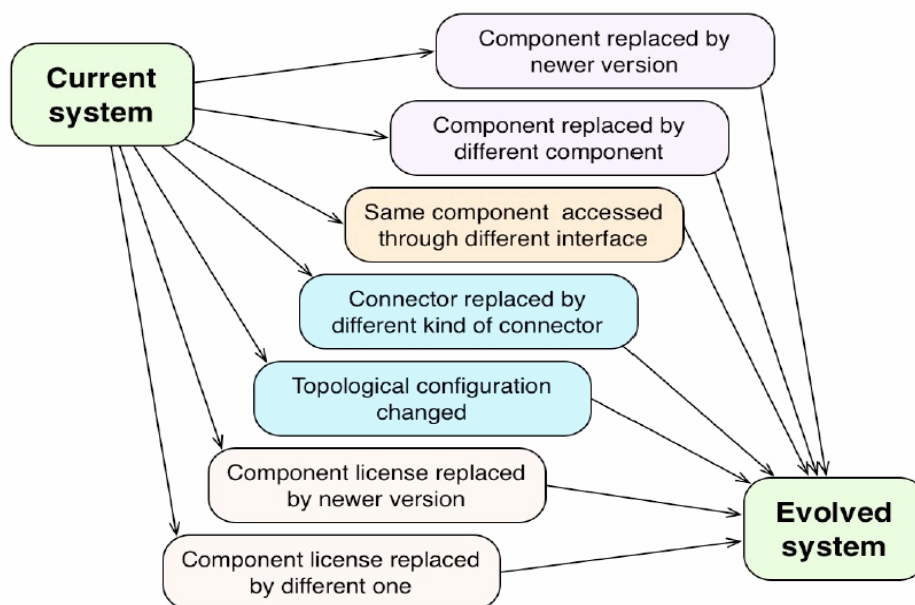 Current
system
Component replaced by
newer version
Component replaced by
different component
Same component accessed
through different interface
Connector replaced by
different kind of connector
Topological configuration
changed
Component license replaced
by newer version
Component license replaced
by different one
Evolved
system